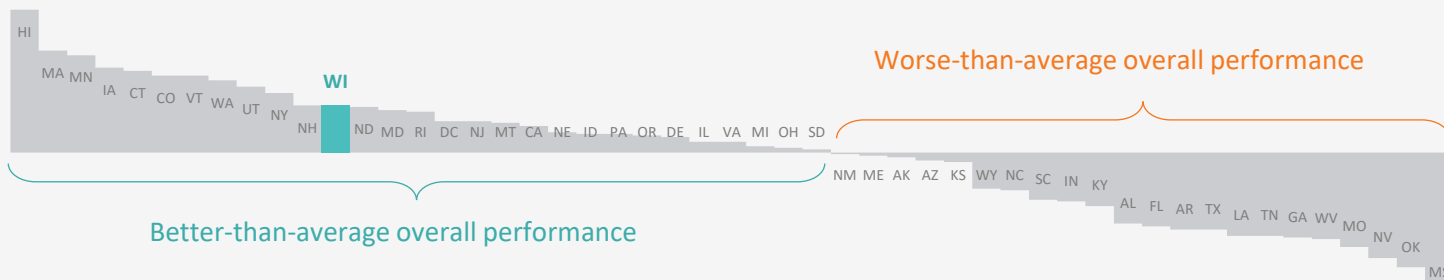 HI
MA MN
IA CT CO VT WA UT NY
NH WI ND MD RI DC NJ MT CA NE ID PA OR DE IL VA MI OH SD
Worse-than-average overall performance
NM ME AK AZ KS WY NC SC IN KY
AL FL AR TX LA TN GA WV MO NV OK
Better-than-average overall performance